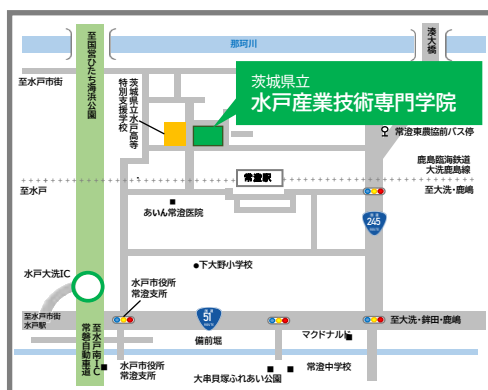 那珂川
湊大橋
至国営ひたち海浜公園
至水戸市街
茨城県立水戸高等
特別支援学校
茨城県立
水戸産業技術専門学院
常澄東農協前バス停
鹿島臨海鉄道
大洗鹿島線
至水戸
常澄駅
至大洗・鹿嶋
あいん常澄医院
国道
245
ROUTE
下大野小学校
水戸大洗IC
水戸市役所
常澄支所
至水戸市街
水戸駅
国道
51
ROUTE
至大洗・鉾田・鹿嶋
備前堀
マクドナルド
至水戸南IC
常磐自動車道
水戸市役所
常澄支所
大串貝塚ふれあい公園
常澄中学校